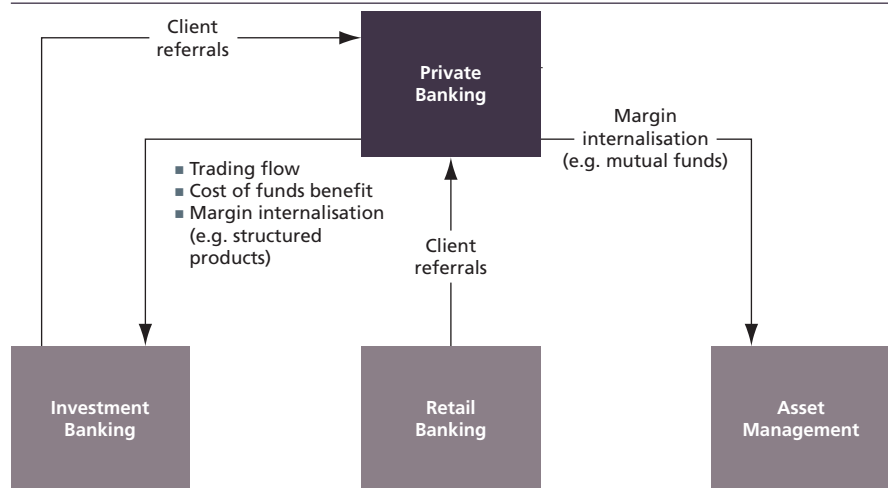 Client
referrals
Private
Banking
Margin
internalisation
(e.g. mutual funds)
■ Trading flow
■ Cost of funds benefit
■ Margin internalisation
(e.g. structured
products)
Client
referrals
Investment
Banking
Retail
Banking
Asset
Management